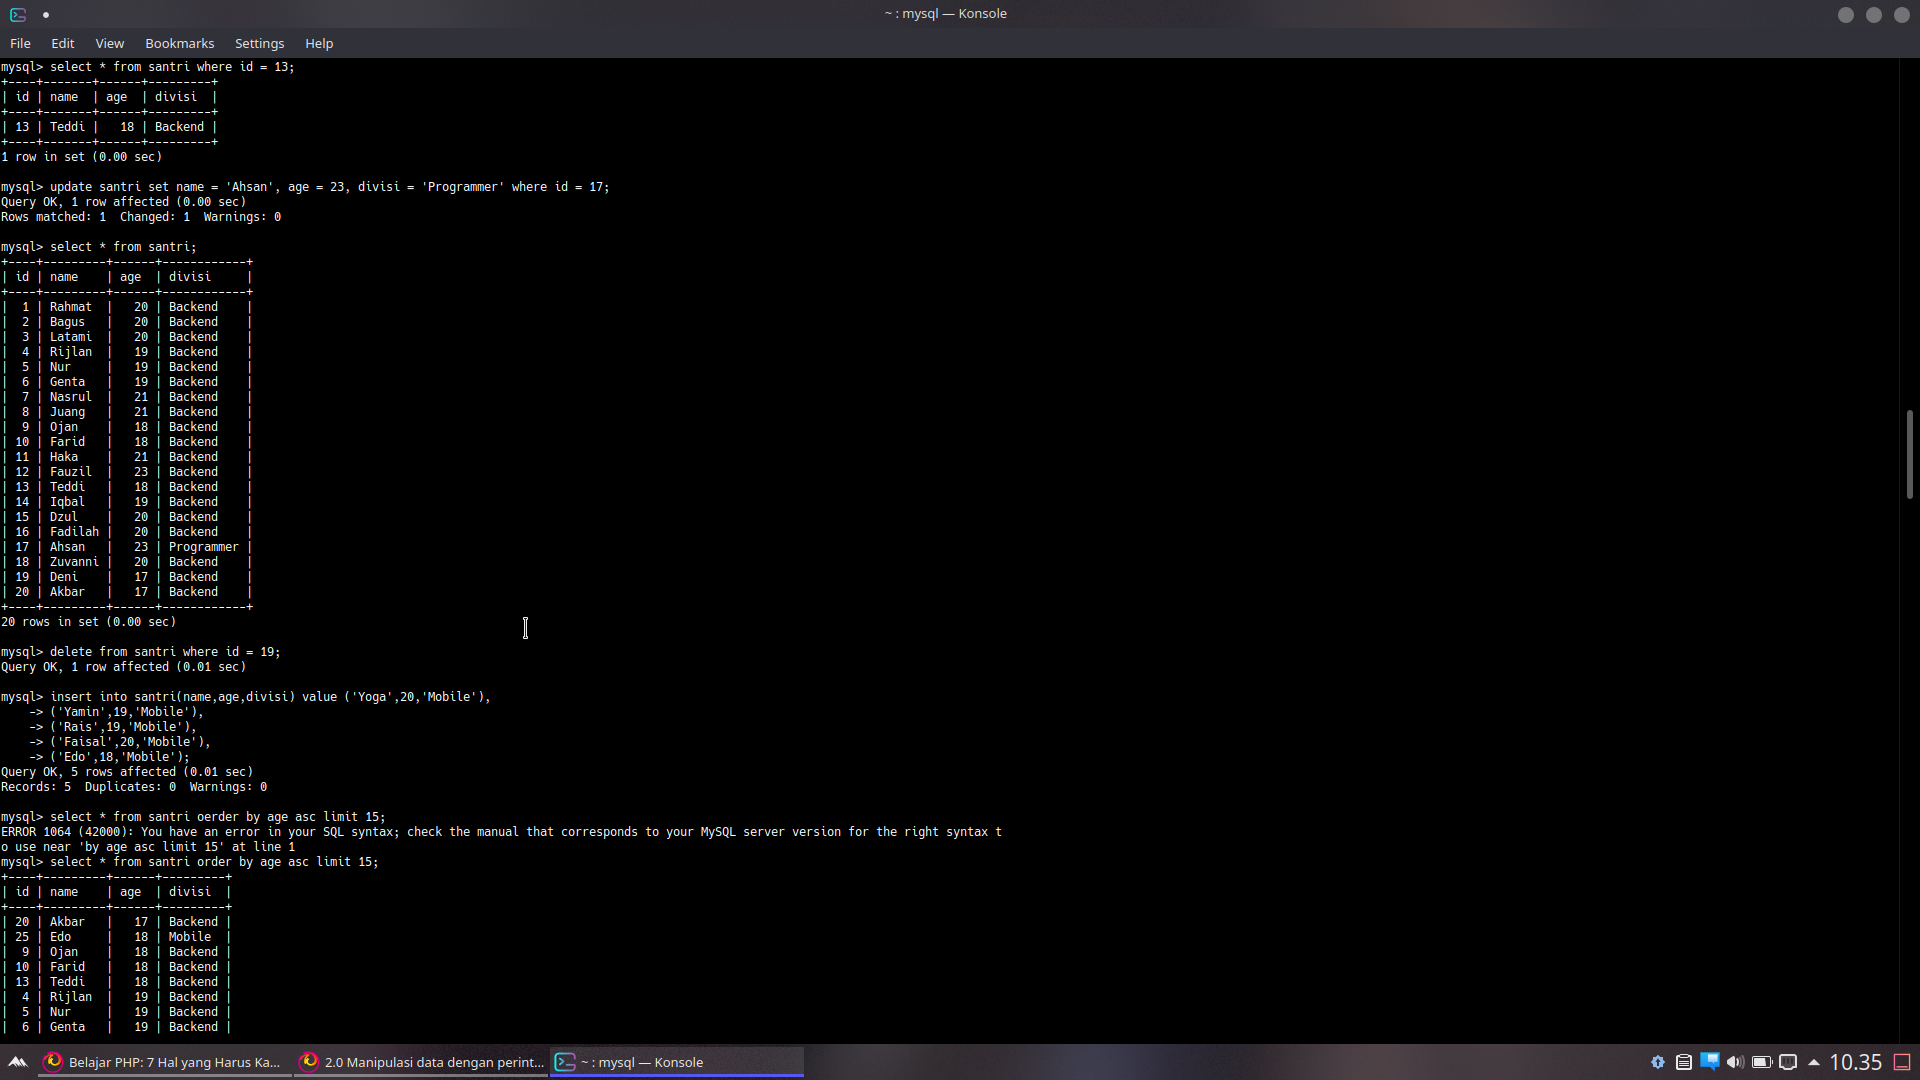 ~ : mysql — Konsole
File Edit View Bookmarks Settings Help
mysql> select * from santri where id = 13;
+----+-------+------+---------+
| id | name  | age  | divisi  |
+----+-------+------+---------+
| 13 | Teddi |   18 | Backend |
+----+-------+------+---------+
1 row in set (0.00 sec)
mysql> update santri set name = 'Ahsan', age = 23, divisi = 'Programmer' where id = 17;
Query OK, 1 row affected (0.00 sec)
Rows matched: 1  Changed: 1  Warnings: 0
mysql> select * from santri;
+----+---------+------+------------+
| id | name    | age  | divisi     |
+----+---------+------+------------+
|  1 | Rahmat  |   20 | Backend    |
|  2 | Bagus   |   20 | Backend    |
|  3 | Latami  |   20 | Backend    |
|  4 | Rijlan  |   19 | Backend    |
|  5 | Nur     |   19 | Backend    |
|  6 | Genta   |   19 | Backend    |
|  7 | Nasrul  |   21 | Backend    |
|  8 | Juang   |   21 | Backend    |
|  9 | Ojan    |   18 | Backend    |
| 10 | Farid   |   18 | Backend    |
| 11 | Haka    |   21 | Backend    |
| 12 | Fauzil  |   23 | Backend    |
| 13 | Teddi   |   18 | Backend    |
| 14 | Iqbal   |   19 | Backend    |
| 15 | Dzul    |   20 | Backend    |
| 16 | Fadilah |   20 | Backend    |
| 17 | Ahsan   |   23 | Programmer |
| 18 | Zuvanni |   20 | Backend    |
| 19 | Deni    |   17 | Backend    |
| 20 | Akbar   |   17 | Backend    |
+----+---------+------+------------+
20 rows in set (0.00 sec)
mysql> delete from santri where id = 19;
Query OK, 1 row affected (0.01 sec)
mysql> insert into santri(name,age,divisi) value ('Yoga',20,'Mobile'),
    -> ('Yamin',19,'Mobile'),
    -> ('Rais',19,'Mobile'),
    -> ('Faisal',20,'Mobile'),
    -> ('Edo',18,'Mobile');
Query OK, 5 rows affected (0.01 sec)
Records: 5  Duplicates: 0  Warnings: 0
mysql> select * from santri oerder by age asc limit 15;
ERROR 1064 (42000): You have an error in your SQL syntax; check the manual that corresponds to your MySQL server version for the right syntax t
o use near 'by age asc limit 15' at line 1
mysql> select * from santri order by age asc limit 15;
+----+---------+------+---------+
| id | name    | age  | divisi  |
+----+---------+------+---------+
| 20 | Akbar   |   17 | Backend |
| 25 | Edo     |   18 | Mobile  |
|  9 | Ojan    |   18 | Backend |
| 10 | Farid   |   18 | Backend |
| 13 | Teddi   |   18 | Backend |
|  4 | Rijlan  |   19 | Backend |
|  5 | Nur     |   19 | Backend |
|  6 | Genta   |   19 | Backend |
Belajar PHP: 7 Hal yang Harus Ka... 2.0 Manipulasi data dengan perint... ~ : mysql — Konsole 10.35